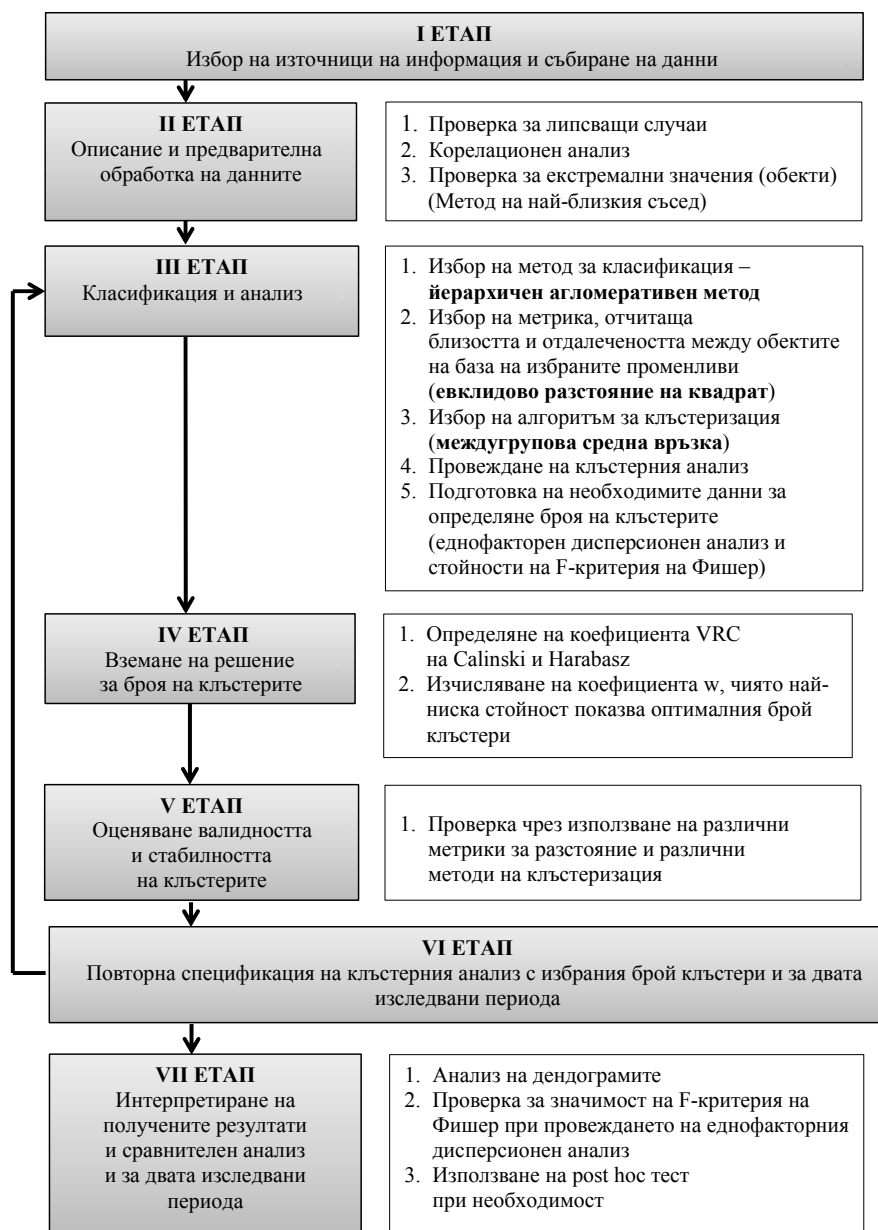 I ЕТАП
Избор на източници на информация и събиране на данни
II ЕТАП
Описание и предварителна
обработка на данните
1. Проверка за липсващи случаи
2. Корелационен анализ
3. Проверка за екстремални значения (обекти)
(Метод на най-близкия съсед)
III ЕТАП
Класификация и анализ
1. Избор на метод за класификация –
йерархичен агломеративен метод
2. Избор на метрика, отчитаща
близостта и отдалечеността между обектите
на база на избраните променливи
(евклидово разстояние на квадрат)
3. Избор на алгоритъм за клъстеризация
(междугрупова средна връзка)
4. Провеждане на клъстерния анализ
5. Подготовка на необходимите данни за
определяне броя на клъстерите
(еднофакторен дисперсионен анализ и
стойности на F-критерия на Фишер)
IV ЕТАП
Вземане на решение
за броя на клъстерите
1. Определяне на коефициента VRC
на Calinski и Harabasz
2. Изчисляване на коефициента w, чиято най-
ниска стойност показва оптималния брой
клъстери
V ЕТАП
Оценяване валидността
и стабилността
на клъстерите
1. Проверка чрез използване на различни
метрики за разстояние и различни
методи на клъстеризация
VI ЕТАП
Повторна спецификация на клъстерния анализ с избрания брой клъстери и за двата
изследвани периода
VII ЕТАП
Интерпретиране на
получените резултати
и сравнителен анализ
и за двата изследвани
периода
1. Анализ на дендограмите
2. Проверка за значимост на F-критерия на
Фишер при провеждането на еднофакторния
дисперсионен анализ
3. Използване на post hoc тест
при необходимост